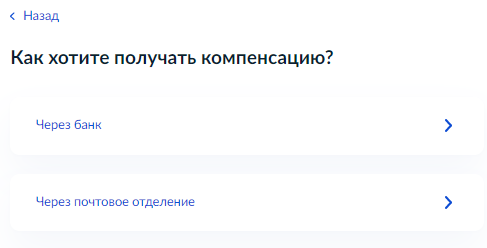 Назад
Как хотите получать компенсацию?
Через банк
Через почтовое отделение